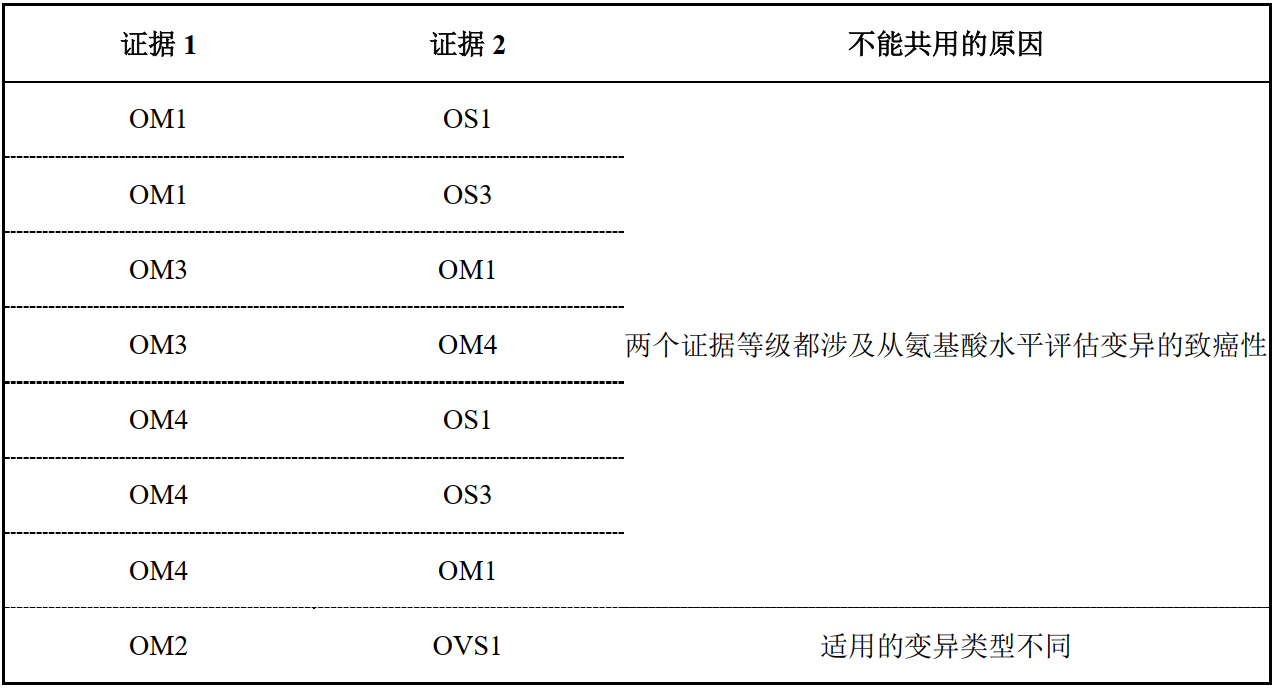 证据 1 证据 2 不能共用的原因
OM1 OS1
OM1 OS3
OM3 OM1
OM3 OM4 两个证据等级都涉及从氨基酸水平评估变异的致癌性
OM4 OS1
OM4 OS3
OM4 OM1
OM2 OVS1 适用的变异类型不同